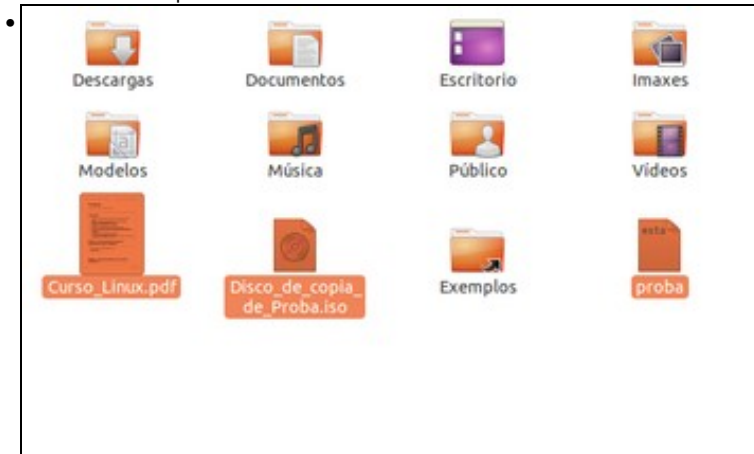 Descargas
Documentos
Escritorio
Imaxes
Modelos
Música
Público
Vídeos
Curso_Linux.pdf
Disco_de_copia_
de_Proba.iso
Exemplos
proba